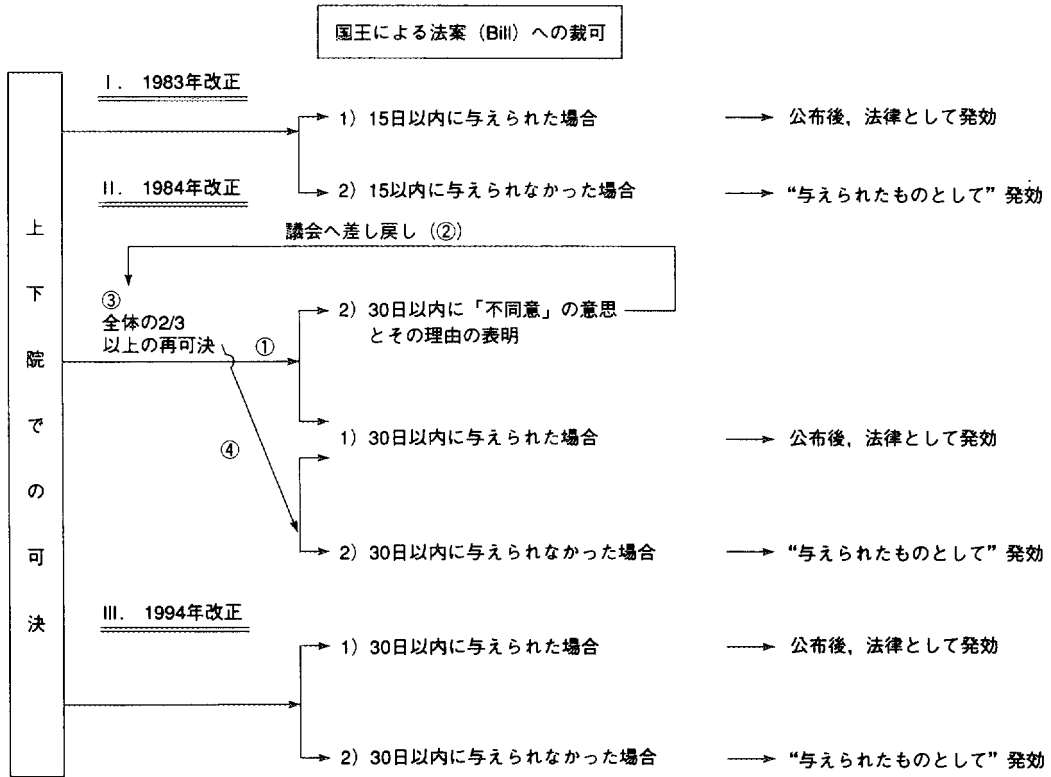 国王による法案（Bill）への裁可
上下院での可決
I. 1983年改正
1）15日以内に与えられた場合
公布後，法律として発効
2）15以内に与えられなかった場合
“与えられたものとして”発効
II. 1984年改正
議会へ差し戻し（②）
③
全体の2/3
以上の再可決
①
2）30日以内に「不同意」の意思
とその理由の表明
1）30日以内に与えられた場合
公布後，法律として発効
④
2）30日以内に与えられなかった場合
“与えられたものとして”発効
III. 1994年改正
1）30日以内に与えられた場合
公布後，法律として発効
2）30日以内に与えられなかった場合
“与えられたものとして”発効